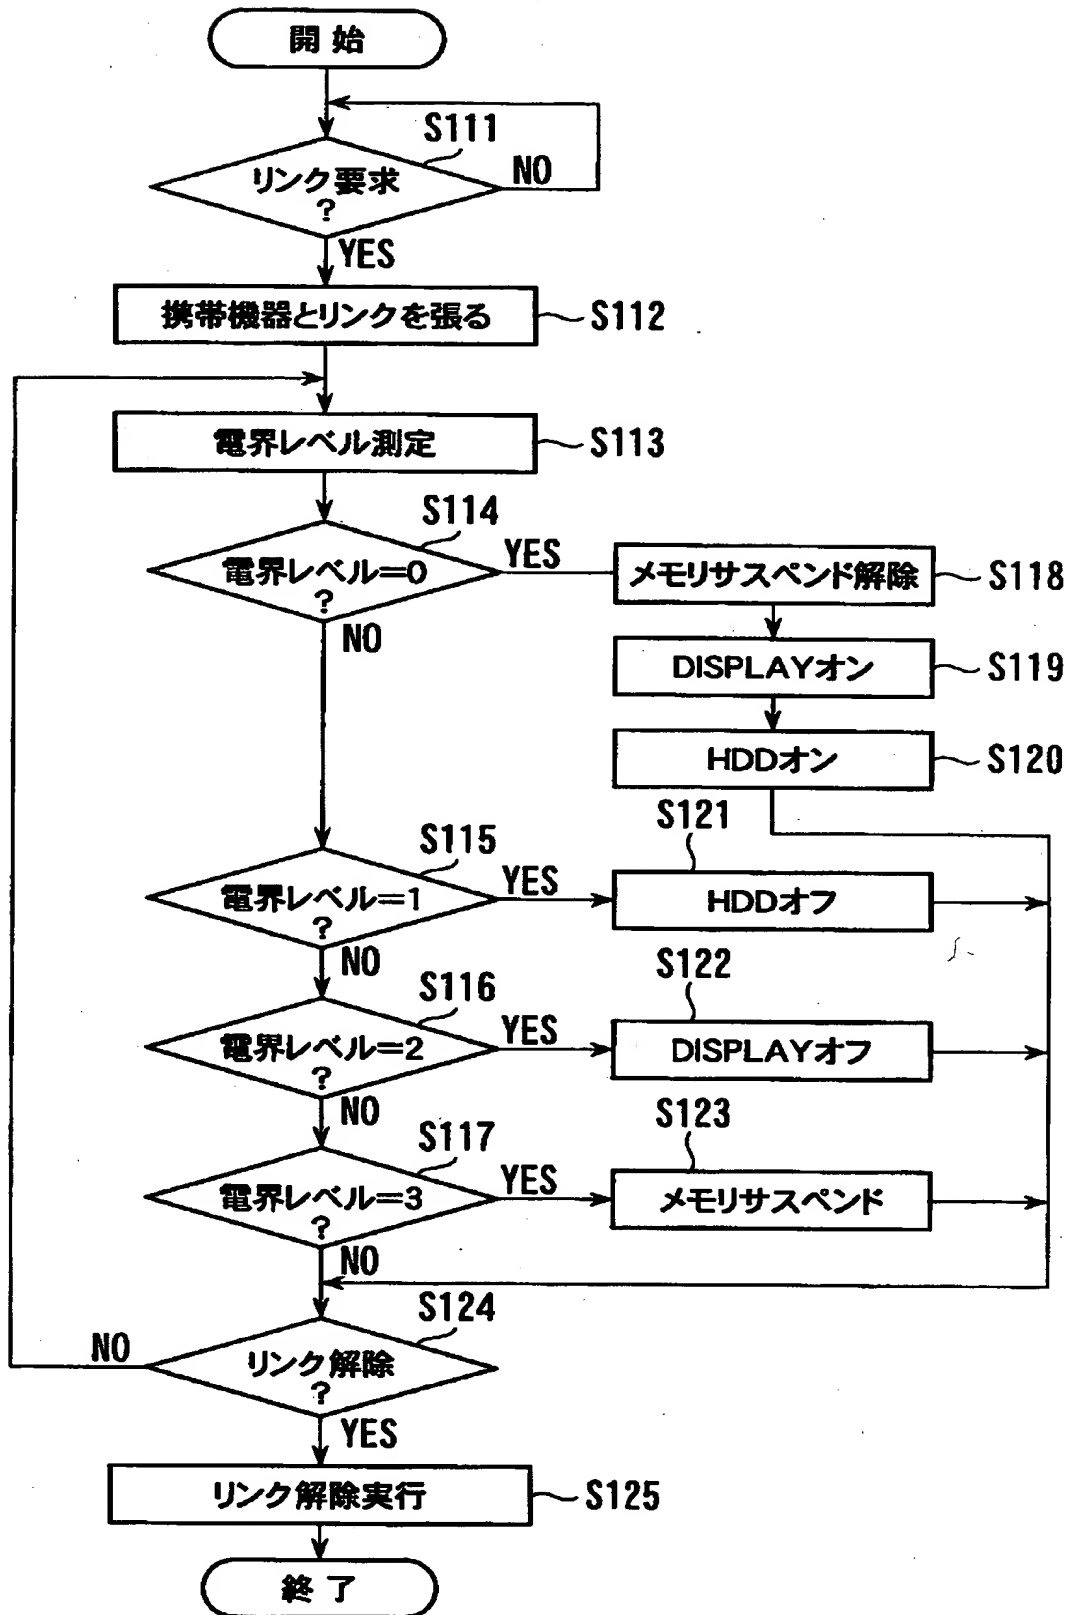 開始
S111
リンク要求
?
NO
YES
携帯機器とリンクを張る
S112
電界レベル測定
S113
S114
電界レベル=0
?
YES
NO
メモリサスペンド解除
S118
DISPLAYオン
S119
HDDオン
S120
S115
電界レベル=1
?
YES
NO
S121
HDDオフ
S116
電界レベル=2
?
YES
NO
S122
DISPLAYオフ
S117
電界レベル=3
?
YES
NO
S123
メモリサスペンド
S124
リンク解除
?
NO
YES
リンク解除実行
S125
終了